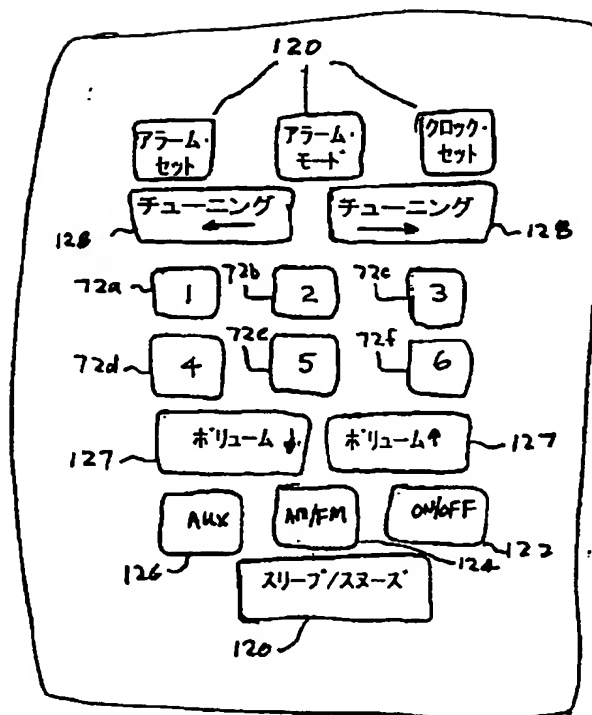 120
アラーム・
セット
アラーム・
モード
クロック・
セット
チューニング
←
チューニング
→
128
128
72a
1
72b
2
72c
3
72d
4
72e
5
72f
6
ボリューム ↓
ボリューム ↑
127
127
AUX
AM/FM
ON/OFF
126
124
122
スリープ/スヌーズ
120